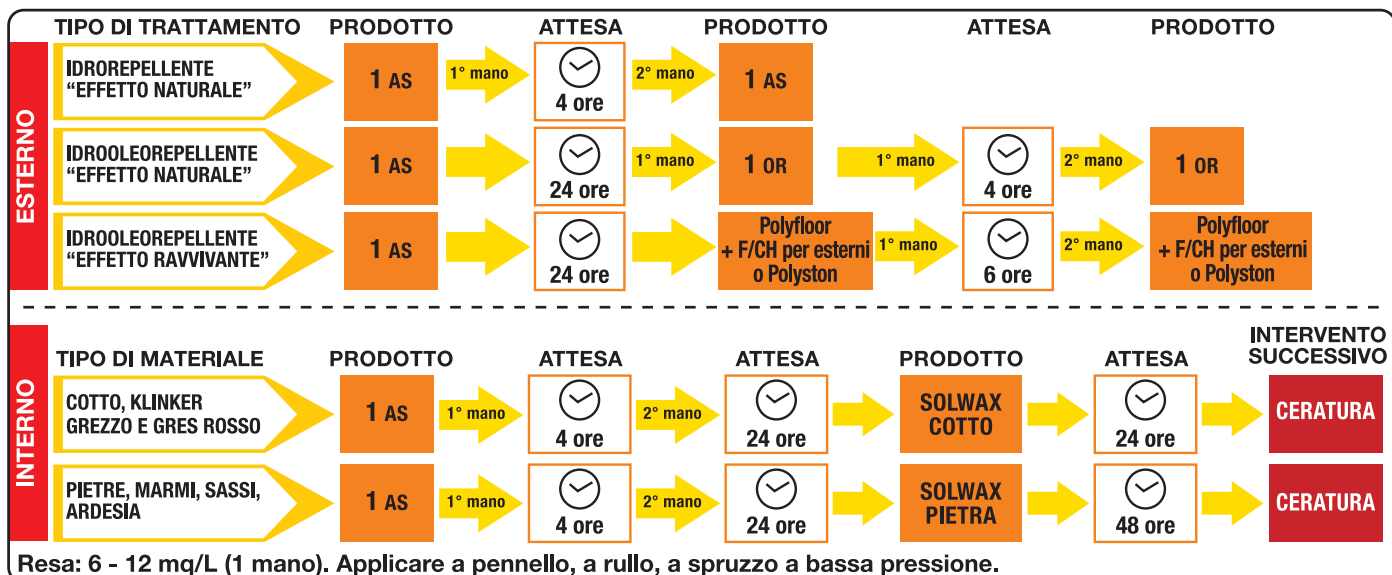 TIPO DI TRATTAMENTO PRODOTTO ATTESA PRODOTTO ATTESA PRODOTTO
ESTERNO
IDROREPELLENTE
“EFFETTO NATURALE”
1 AS
1° mano
4 ore
2° mano
1 AS
IDROOLEOREPELLENTE
“EFFETTO NATURALE”
1 AS
24 ore
1° mano
1 OR
1° mano
4 ore
2° mano
1 OR
IDROOLEOREPELLENTE
“EFFETTO RAVVIVANTE”
1 AS
24 ore
Polyfloor
+ F/CH per esterni
o Polyston
1° mano
6 ore
2° mano
Polyfloor
+ F/CH per esterni
o Polyston
INTERNO
TIPO DI MATERIALE PRODOTTO ATTESA ATTESA PRODOTTO ATTESA
INTERVENTO
SUCCESSIVO
COTTO, KLINKER
GREZZO E GRES ROSSO
1 AS
1° mano
4 ore
2° mano
24 ore
SOLWAX
COTTO
24 ore
CERATURA
PIETRE, MARMI, SASSI,
ARDESIA
1 AS
1° mano
4 ore
2° mano
24 ore
SOLWAX
PIETRA
48 ore
CERATURA
Resa: 6 - 12 mq/L (1 mano). Applicare a pennello, a rullo, a spruzzo a bassa pressione.